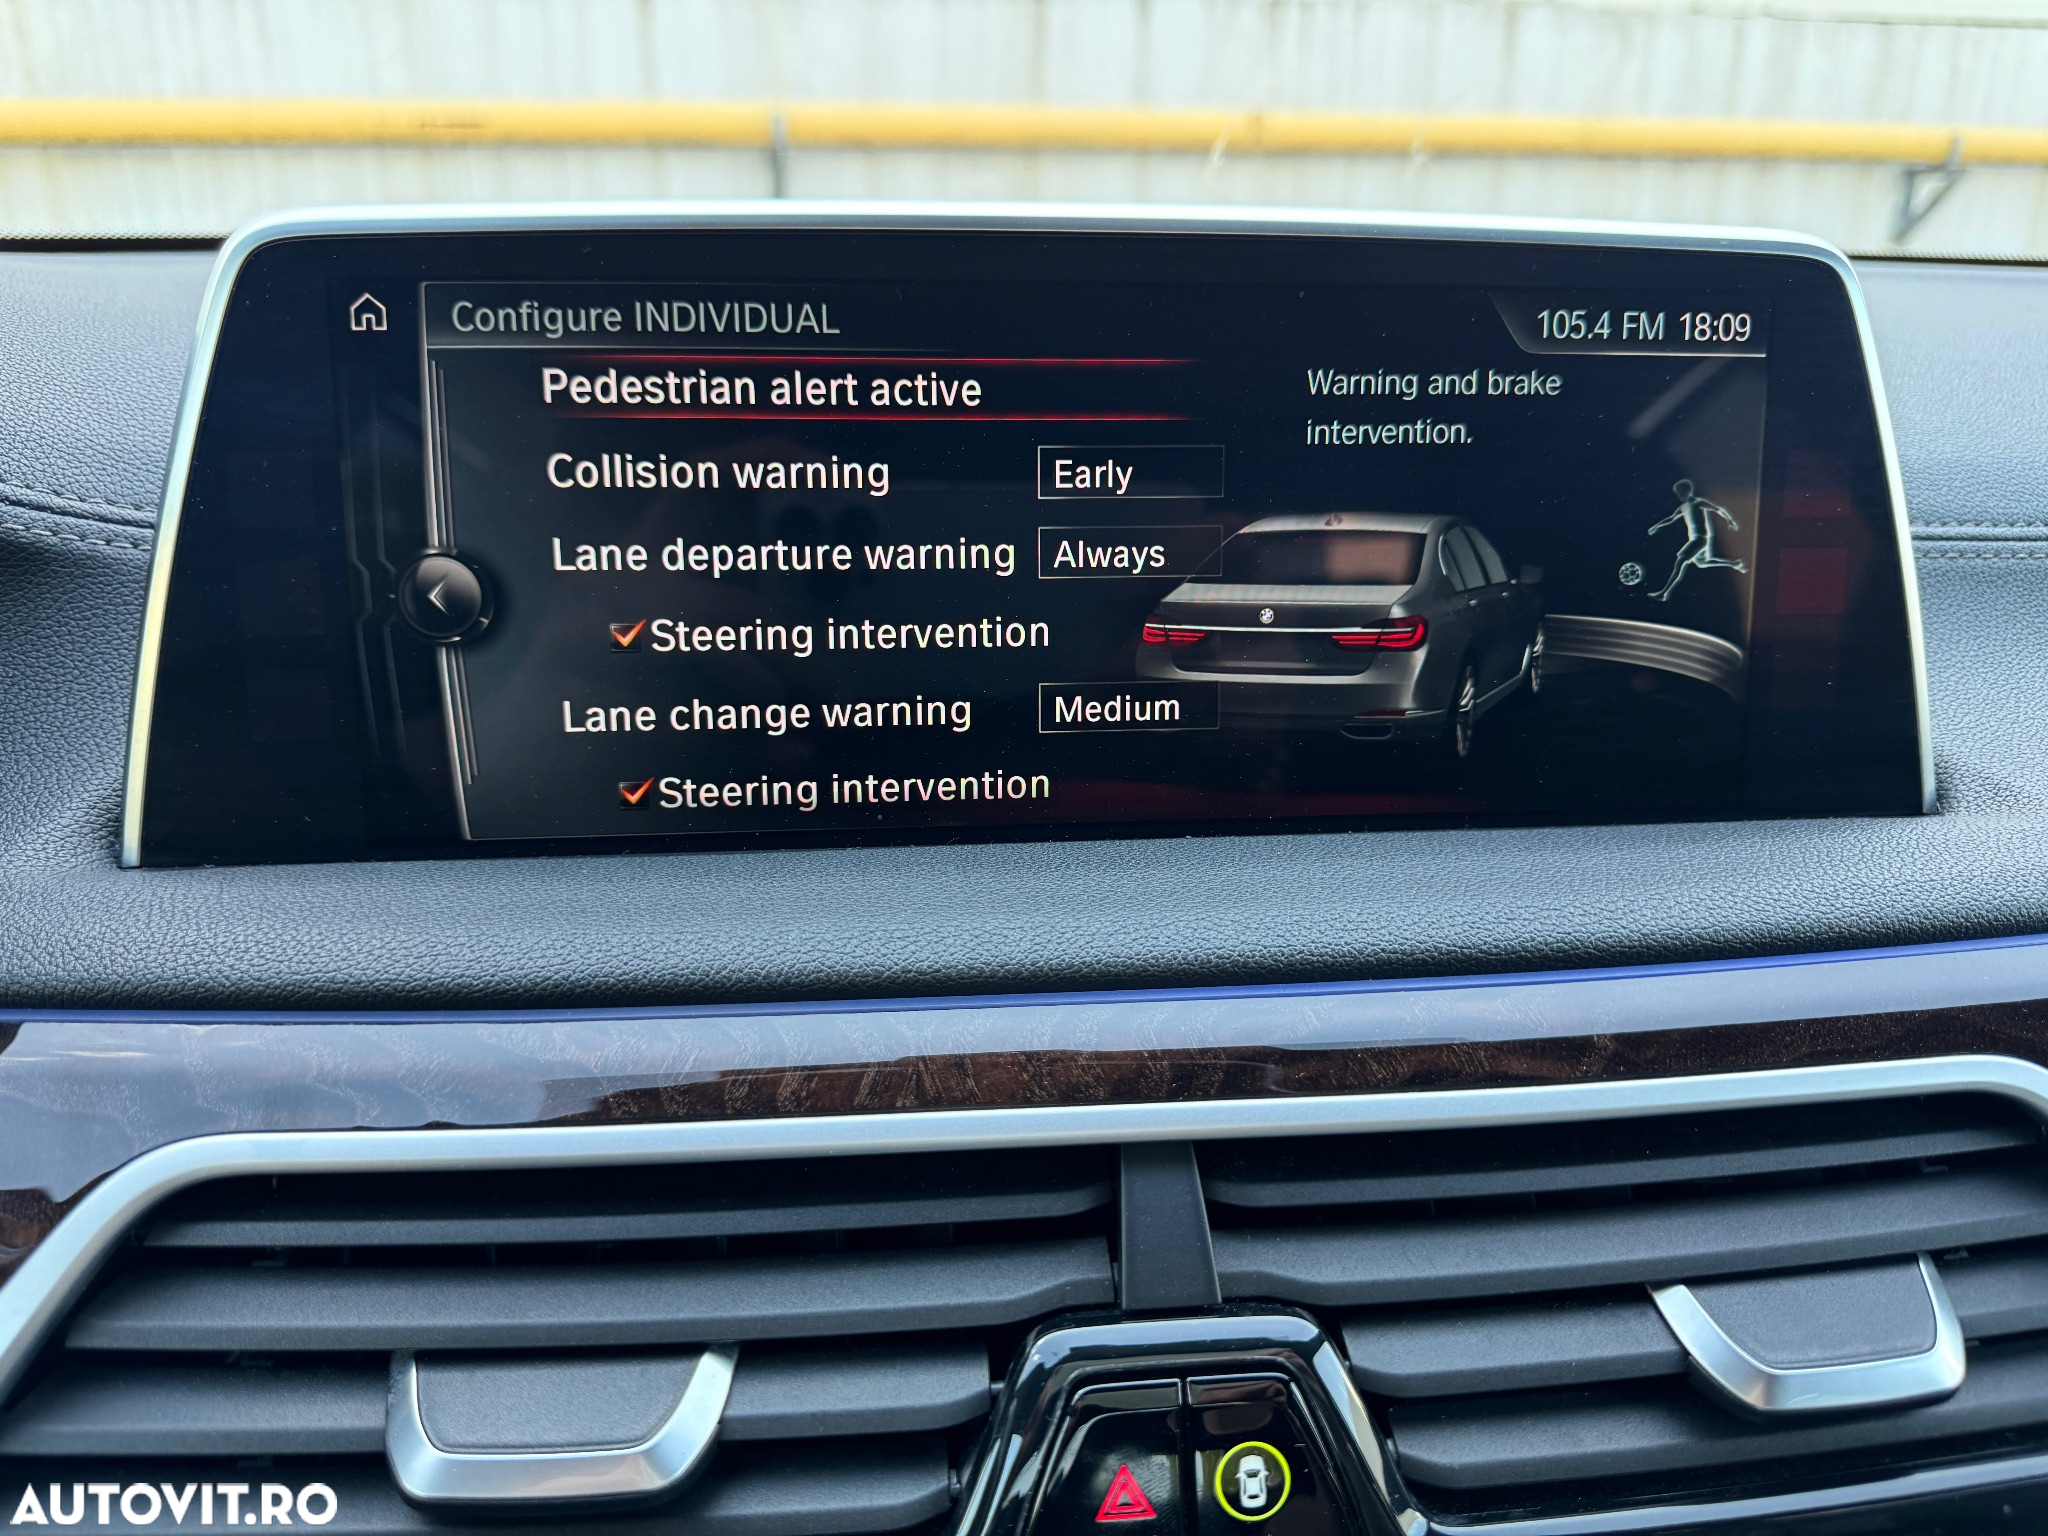 Configure INDIVIDUAL
105.4 FM 18:09
Pedestrian alert active
Collision warning Early
Lane departure warning Always
Steering intervention
Lane change warning Medium
Steering intervention
Warning and brake
intervention.
AUTOVIT.RO